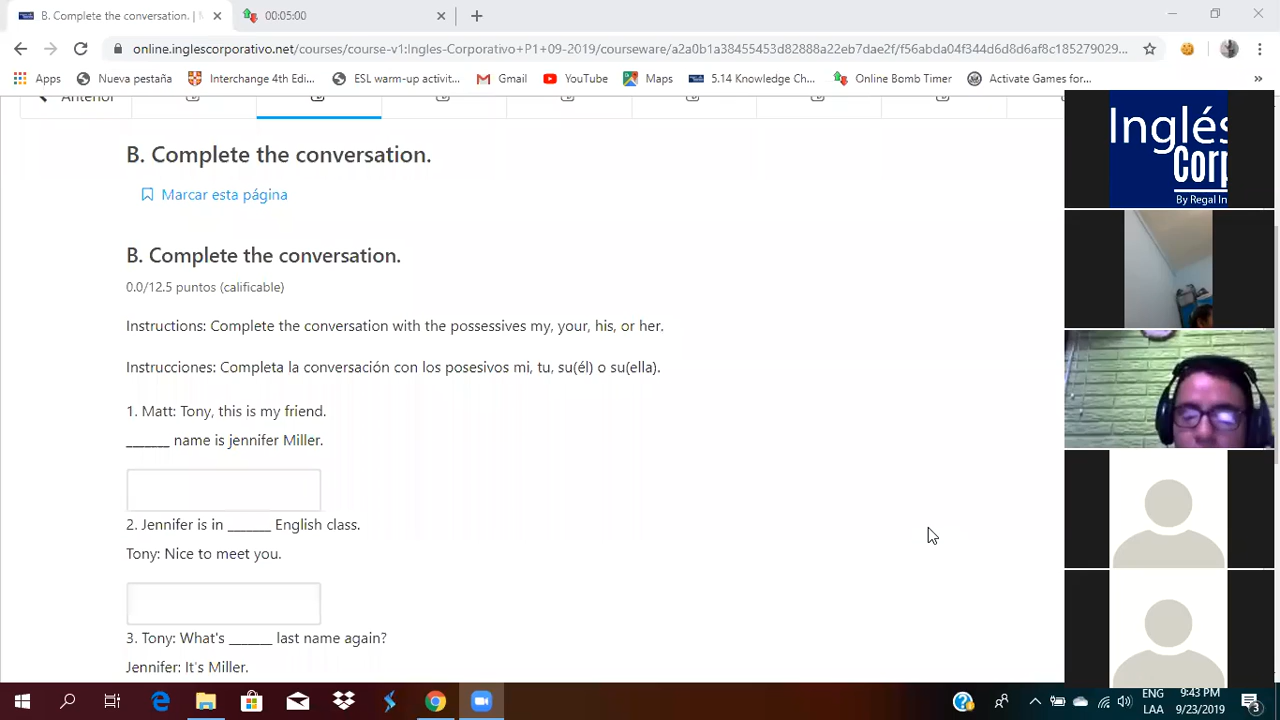 B. Complete the conversation. |
00:05:00
online.inglescorporativo.net/courses/course-v1:Ingles-Corporativo+P1+09-2019/courseware/a2a0b1a38455453d82888a22eb7dae2f/f56abda04f344d6d8d6af8c185279029...
Apps
Nueva pestaña
Interchange 4th Edi...
ESL warm-up activit...
Gmail
YouTube
Maps
5.14 Knowledge Ch...
Online Bomb Timer
Activate Games for...
»
Anterior
B. Complete the conversation.
Marcar esta página
B. Complete the conversation.
0.0/12.5 puntos (calificable)
Instructions: Complete the conversation with the possessives my, your, his, or her.
Instrucciones: Completa la conversación con los posesivos mi, tu, su(él) o su(ella).
1. Matt: Tony, this is my friend.
_______ name is jennifer Miller.
2. Jennifer is in _______ English class.
Tony: Nice to meet you.
3. Tony: What's _______ last name again?
Jennifer: It's Miller.
Inglés
Corp
By Regal In
ENG
LAA
9:43 PM
9/23/2019
3